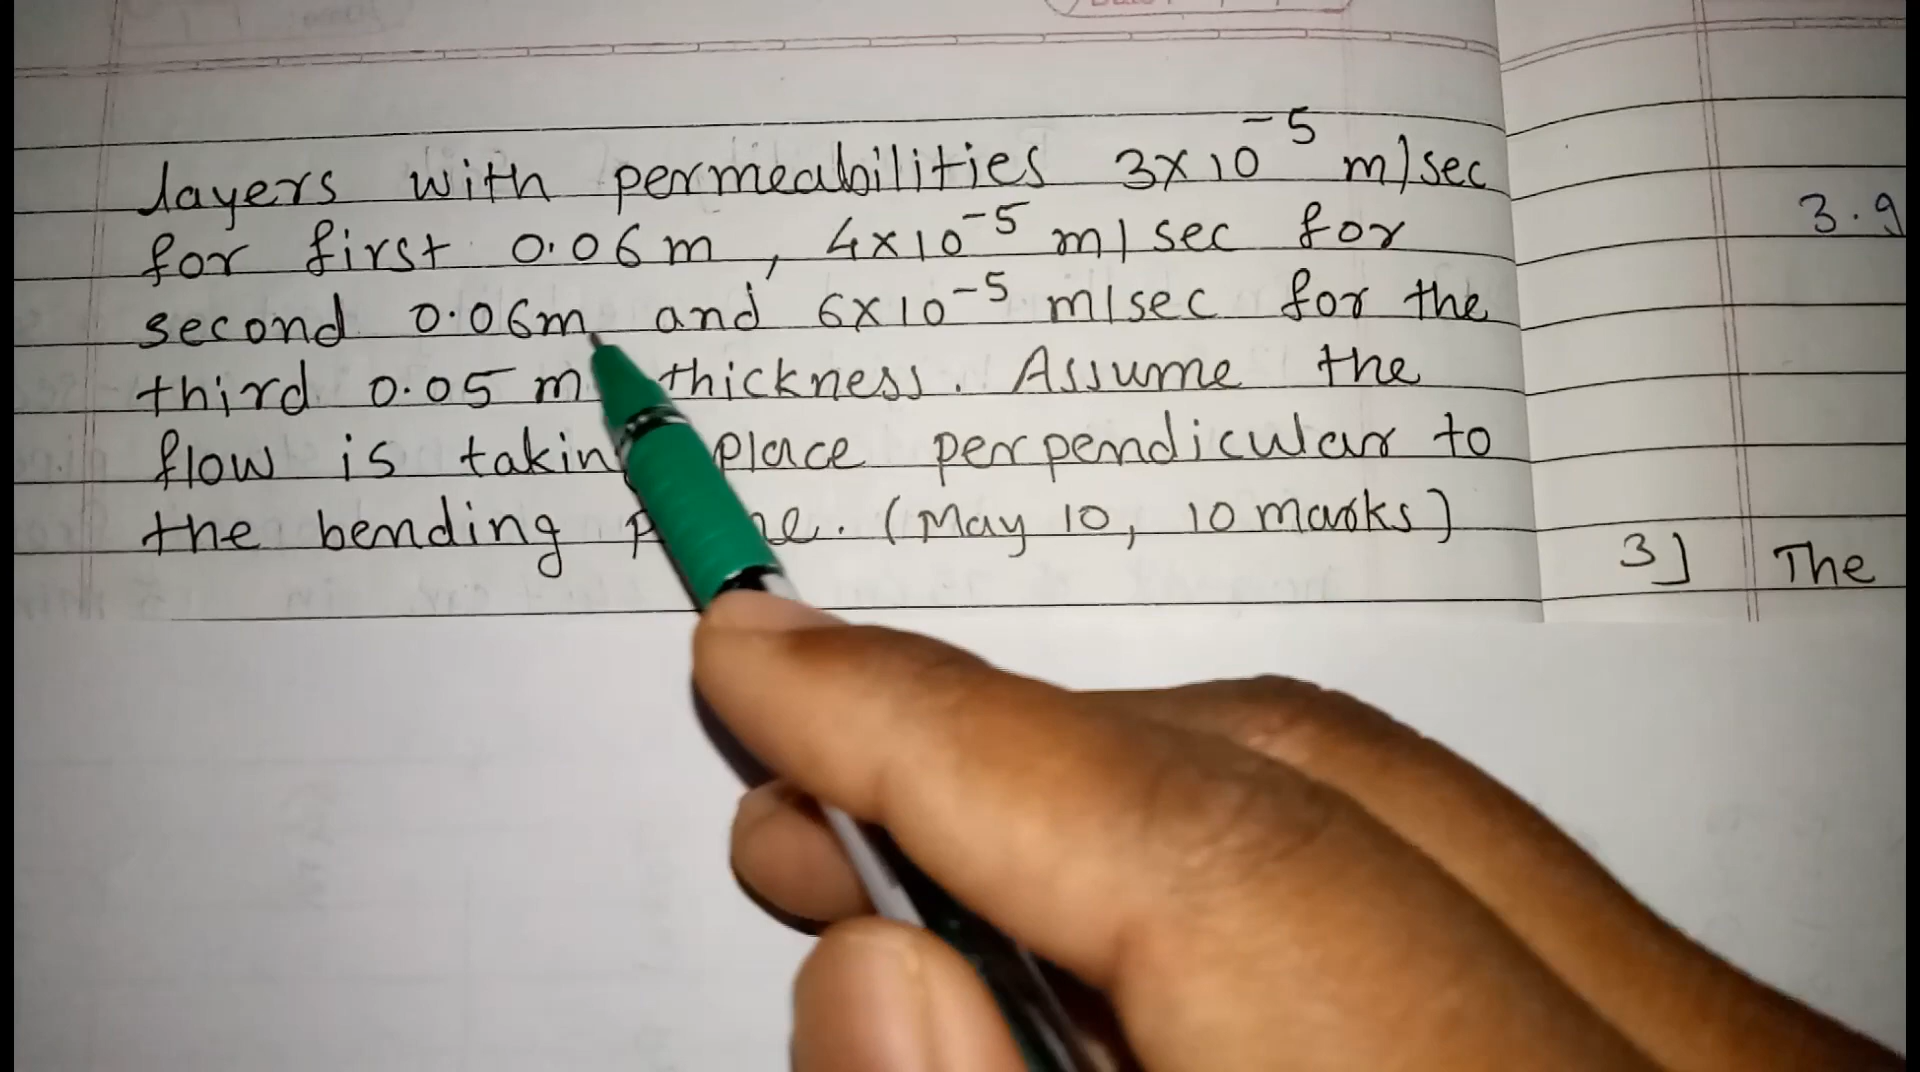 layers with permeabilities 3x10⁻⁵ m/sec
for first 0.06m, 4x10⁻⁵ m/sec for
second 0.06m and 6x10⁻⁵ m/sec for the
third 0.05 m thickness. Assume the
flow is takin place perpendicular to
the bending (May 10, 10 marks)
3.9
3] The